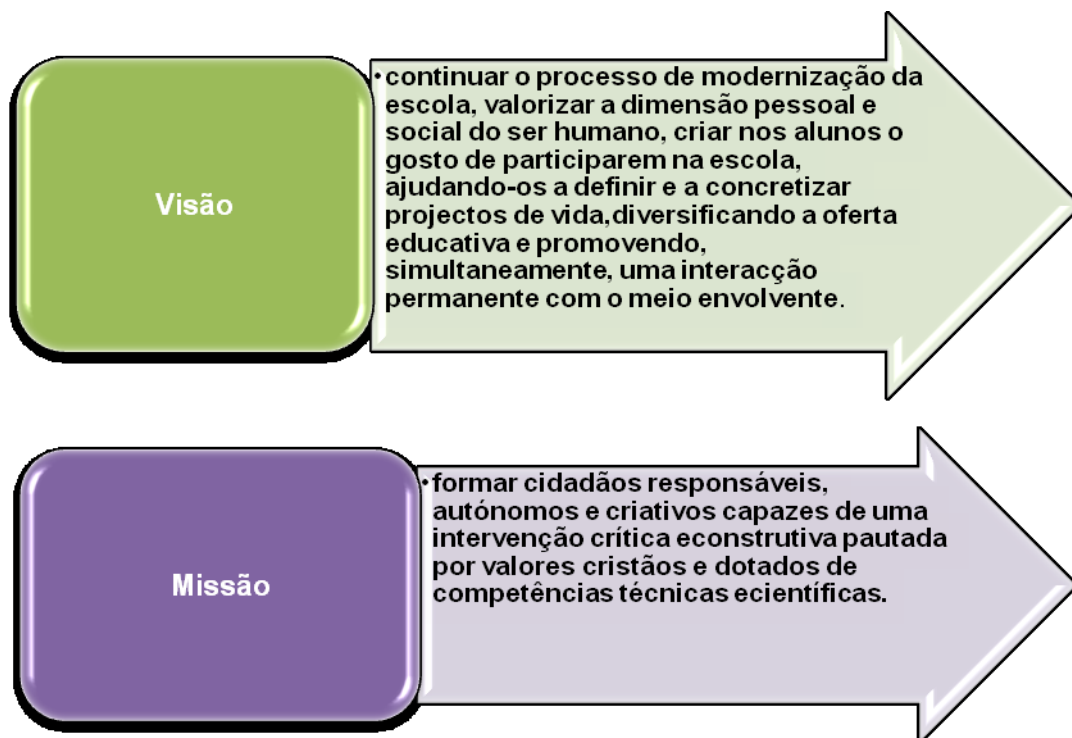 Visão
•continuar o processo de modernização da
escola, valorizar a dimensão pessoal e
social do ser humano, criar nos alunos o
gosto de participarem na escola,
ajudando-os a definir e a concretizar
projectos de vida,diversificando a oferta
educativa e promovendo,
simultaneamente, uma interacção
permanente com o meio envolvente.
Missão
•formar cidadãos responsáveis,
autónomos e criativos capazes de uma
intervenção crítica econstrutiva pautada
por valores cristãos e dotados de
competências técnicas ecientíficas.